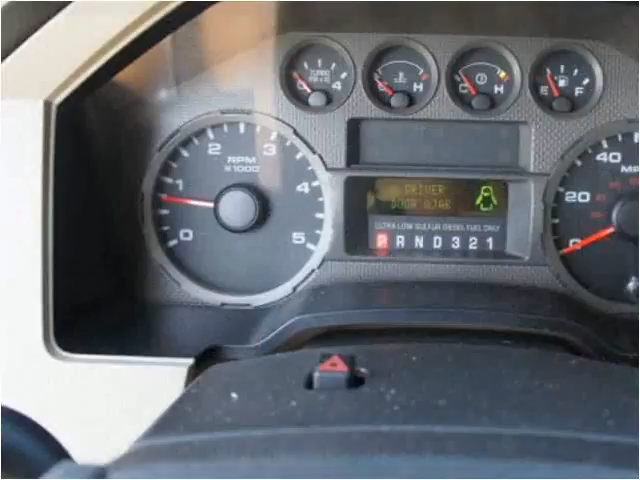 TURBO
0 4
C H
C H
E F
RPM
X1000
0 1 2 3 4 5
DRIVER
DOOR AJAR
ULTRA LOW SULFUR DIESEL FUEL ONLY
P R N D 3 2 1
0 20 40